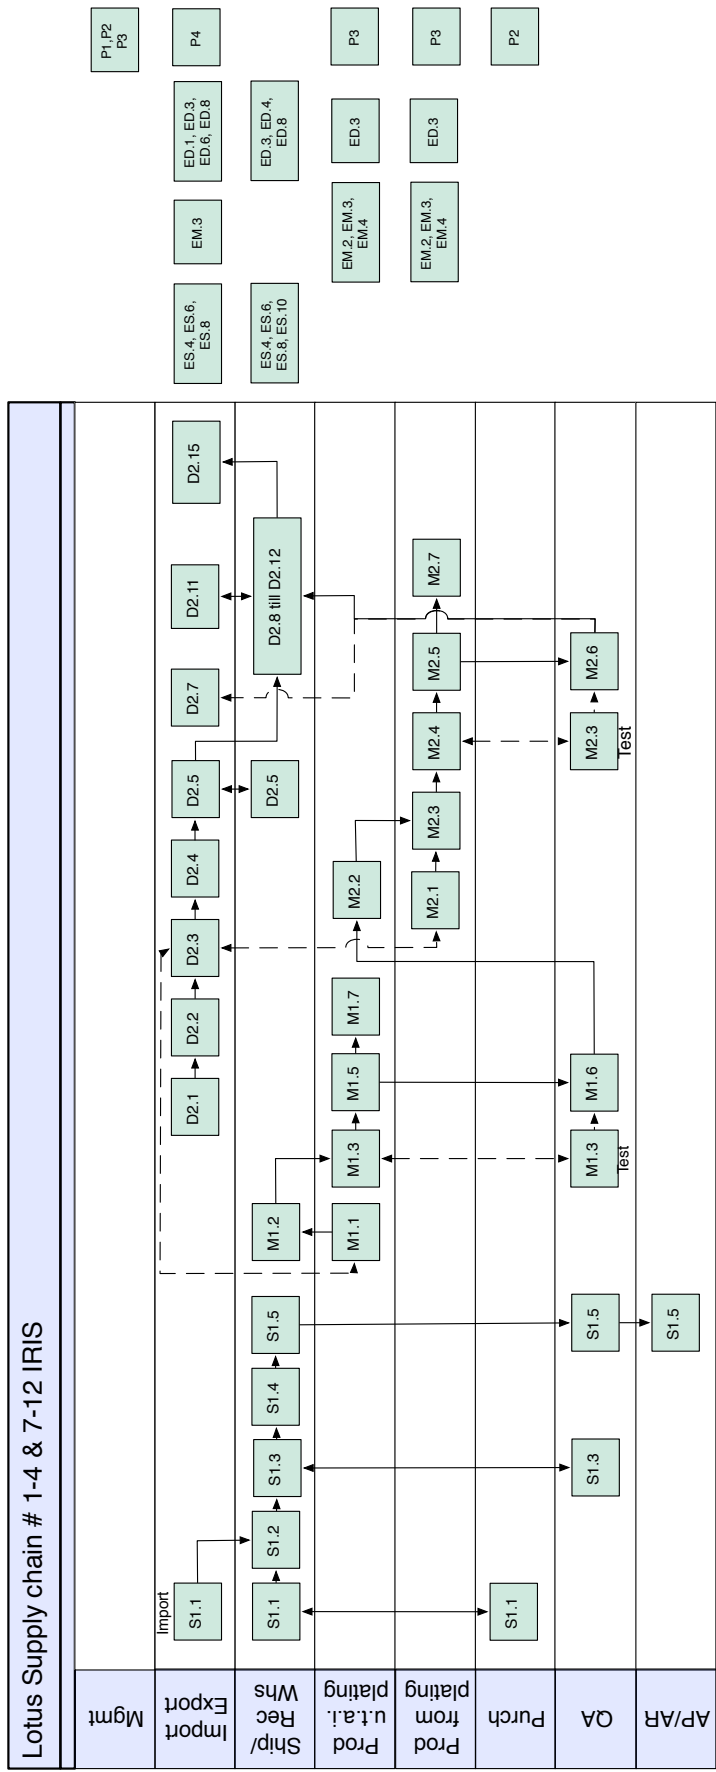 Lotus Supply chain # 1-4 & 7-12 IRIS
Mgmt
P1,P2
P3
Import
Export
Import
S1.1
D2.1
D2.2
D2.3
D2.4
D2.5
D2.7
D2.11
D2.15
ES.4, ES.6,
ES.8
EM.3
ED.1, ED.3,
ED.6, ED.8
P4
Ship/
Rec
Whs
S1.1
S1.2
S1.3
S1.4
S1.5
M1.2
D2.5
D2.8 till D2.12
ES.4, ES.6,
ES.8, ES.10
ED.3, ED.4,
ED.8
Prod
u.t.a.i.
plating
M1.1
M1.3
M1.5
M1.7
M2.2
EM.2, EM.3,
EM.4
ED.3
P3
Prod
from
plating
M2.1
M2.3
M2.4
M2.5
M2.7
EM.2, EM.3,
EM.4
ED.3
P3
Purch
S1.1
P2
QA
S1.3
S1.5
M1.3
Test
M1.6
M2.3
Test
M2.6
AP/AR
S1.5